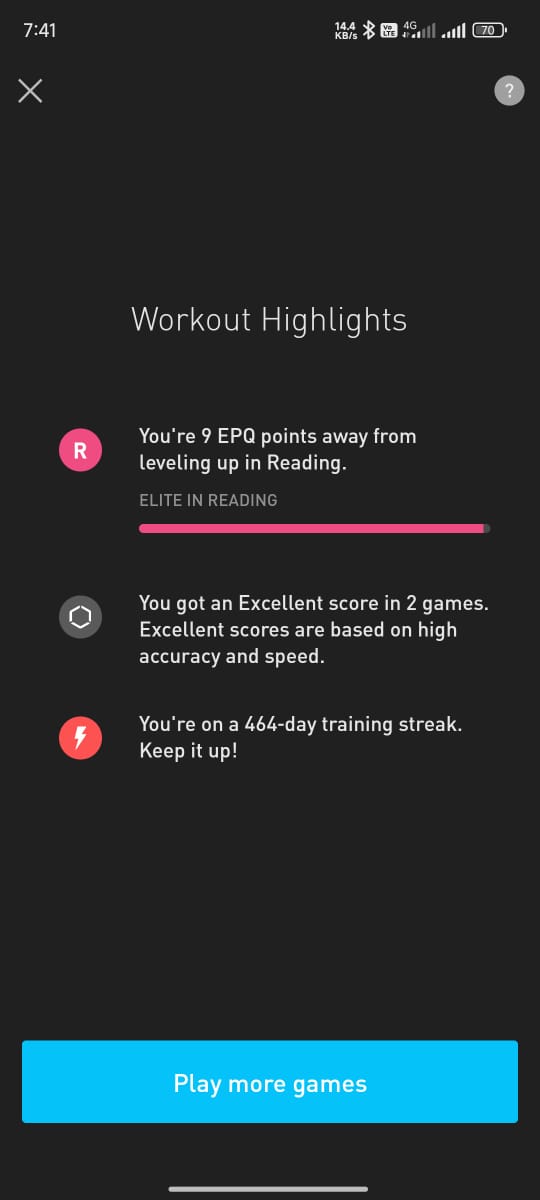 7:41
14.4
KB/s
Vo
LTE
4G
70
?
Workout Highlights
R
You're 9 EPQ points away from
leveling up in Reading.
ELITE IN READING
You got an Excellent score in 2 games.
Excellent scores are based on high
accuracy and speed.
You're on a 464-day training streak.
Keep it up!
Play more games